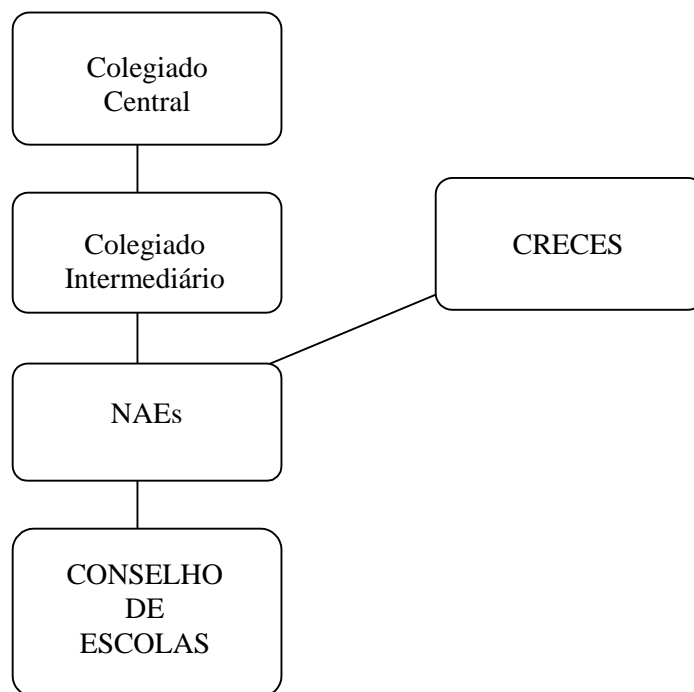 Colegiado
Central
Colegiado
Intermediário
CRECES
NAEs
CONSELHO
DE
ESCOLAS